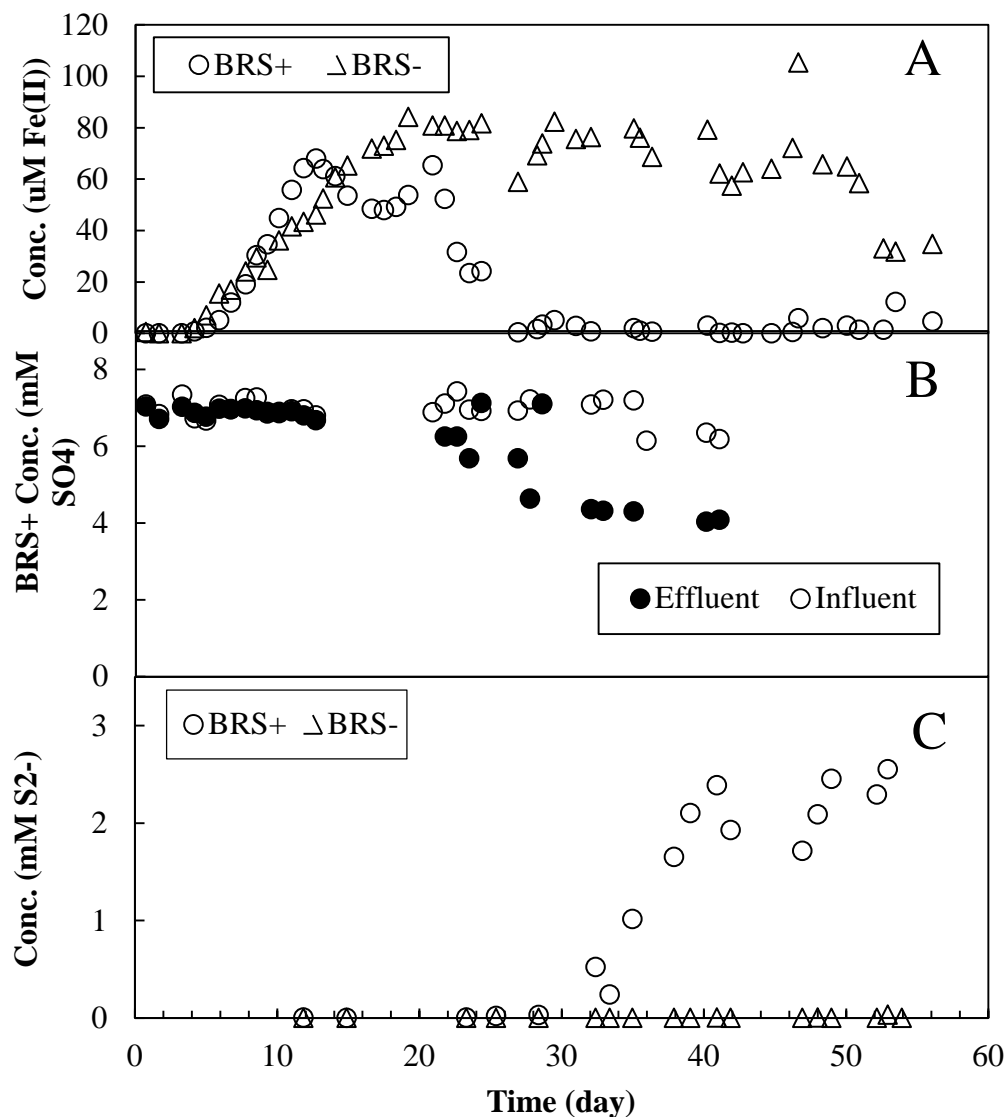 120
100
80
60
40
20
0
Conc. (uM Fe(II))
BRS+ BRS-
A
8
6
4
2
0
BRS+ Conc. (mM
SO4)
B
Effluent Influent
3
2
1
0
Conc. (mM S2-)
BRS+ BRS-
C
0 10 20 30 40 50 60
Time (day)